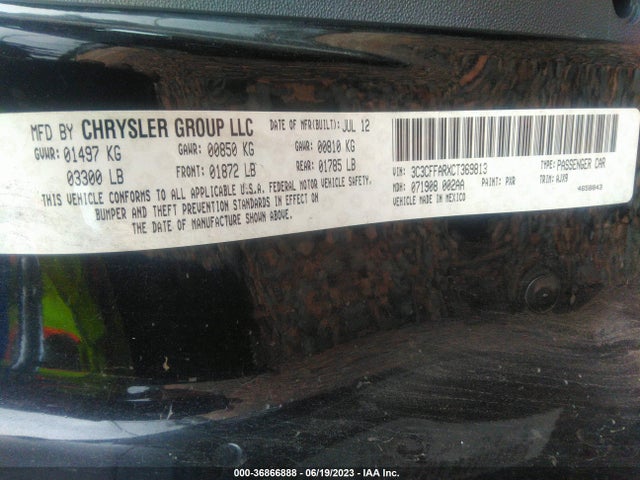 MFD BY CHRYSLER GROUP LLC DATE OF MFR(BUILT): JUL 12
GVWR: 01497 KG GAWR: 00850 KG GAWR: 00810 KG
03300 LB FRONT: 01872 LB REAR: 01785 LB
THIS VEHICLE CONFORMS TO ALL APPLICABLE U.S.A. FEDERAL MOTOR VEHICLE SAFETY,
BUMPER AND THEFT PREVENTION STANDARDS IN EFFECT ON
THE DATE OF MANUFACTURE SHOWN ABOVE.
VIN: 3C3CFFARXCT369813 TYPE: PASSENGER CAR
MDH: 071908 002AA PAINT: PXR TRIM: AJX9
VEHICLE MADE IN MEXICO 4658043
000-36866888 - 06/19/2023 - IAA Inc.